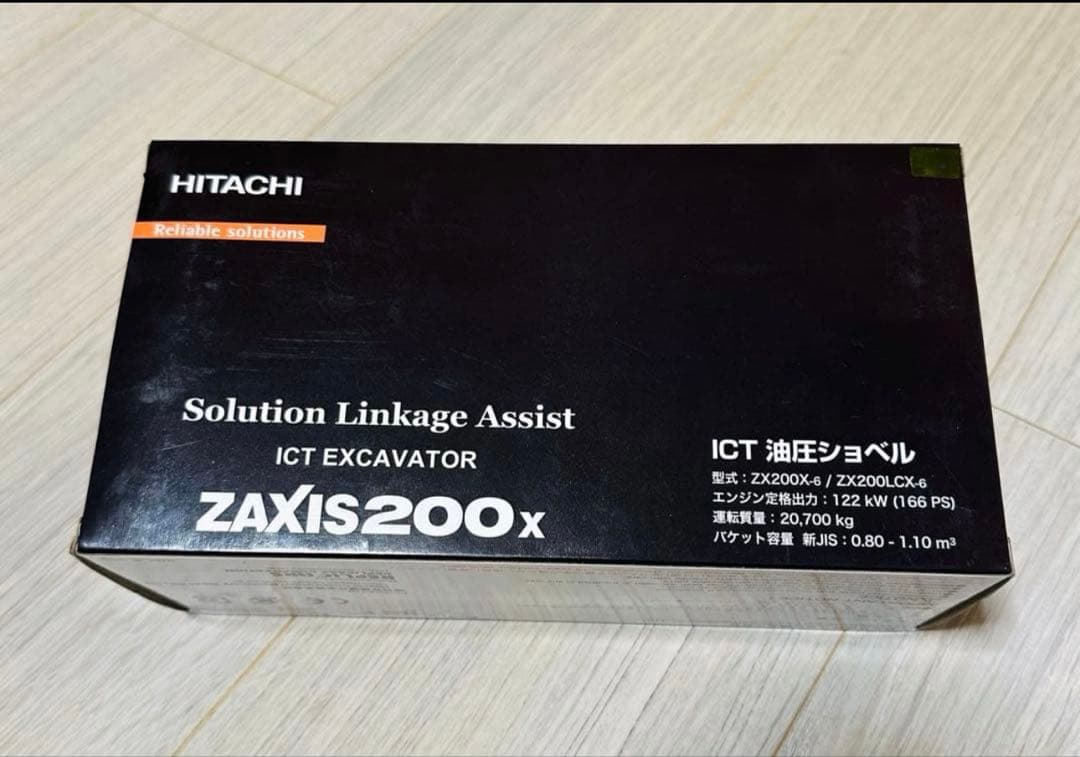 HITACHI
Reliable solutions
Solution Linkage Assist
ICT EXCAVATOR
ZAXIS200X
ICT 油圧ショベル
型式：ZX200X-6 / ZX200LCX-6
エンジン定格出力：122 kW (166 PS)
運転質量：20,700 kg
バケット容量 新JIS：0.80 - 1.10 m³